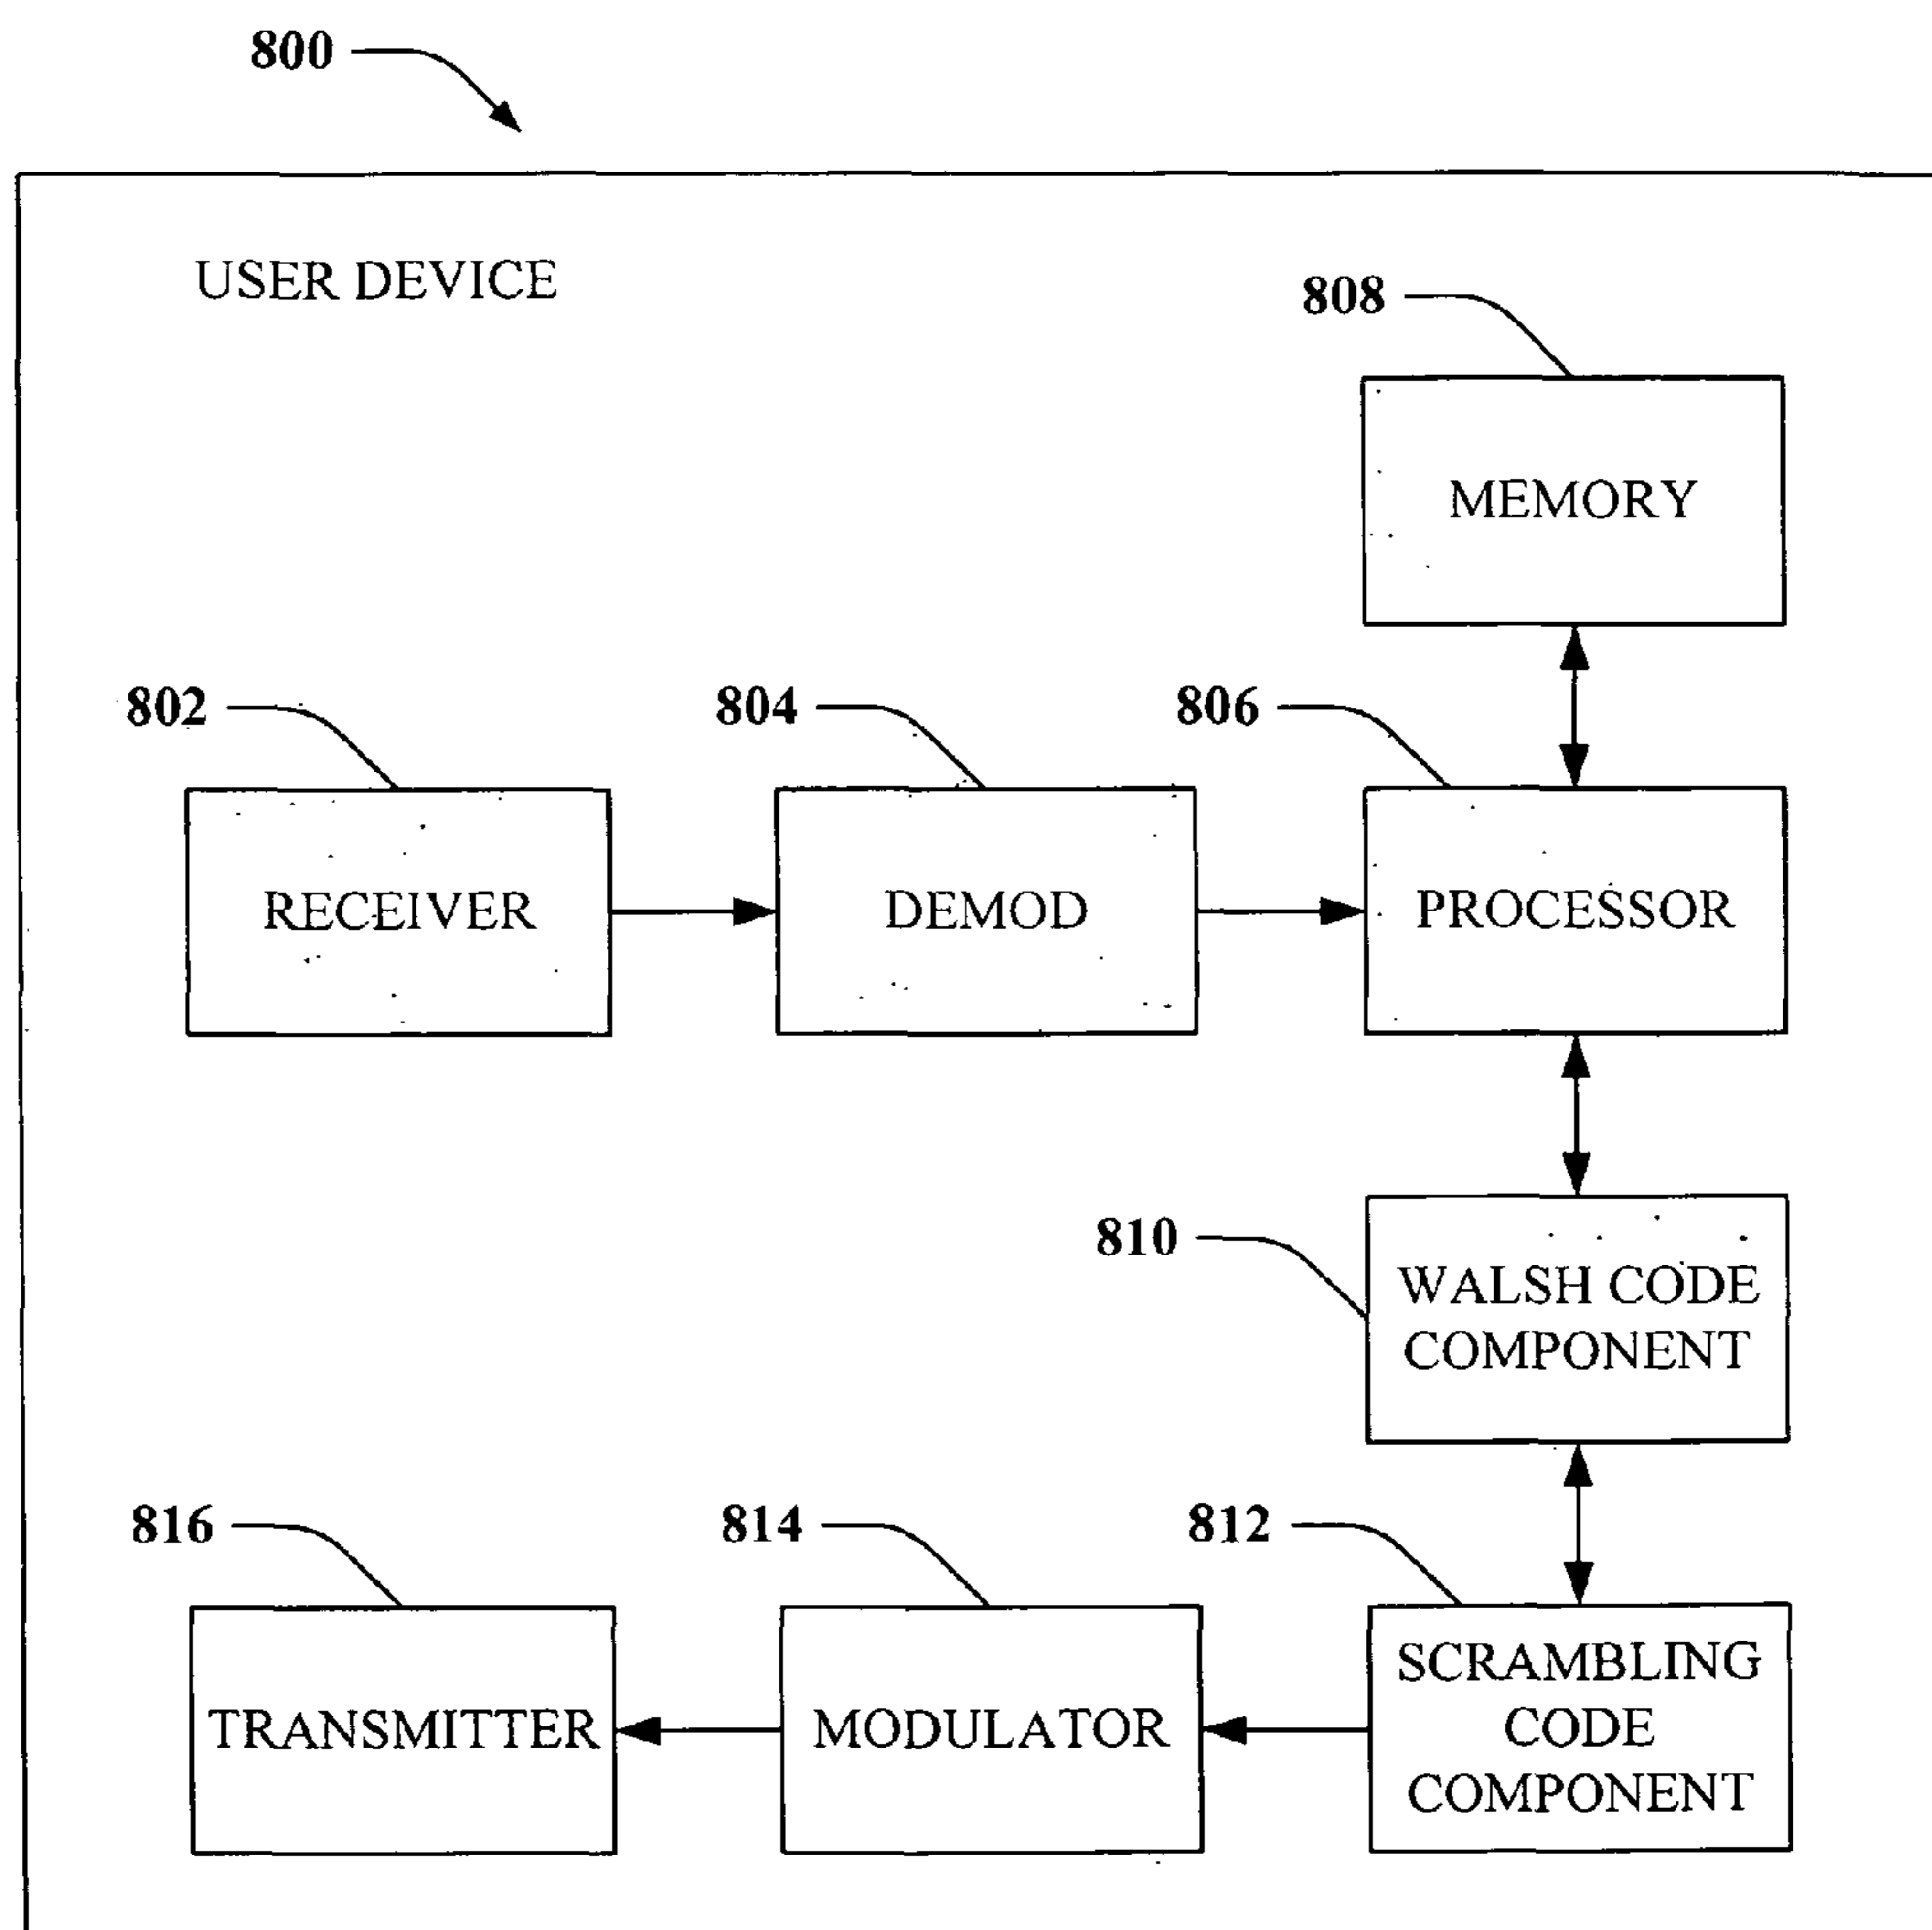 800
USER DEVICE
808
MEMORY
802
804
806
RECEIVER
DEMOD
PROCESSOR
810
WALSH CODE
COMPONENT
816
814
812
TRANSMITTER
MODULATOR
SCRAMBLING
CODE
COMPONENT